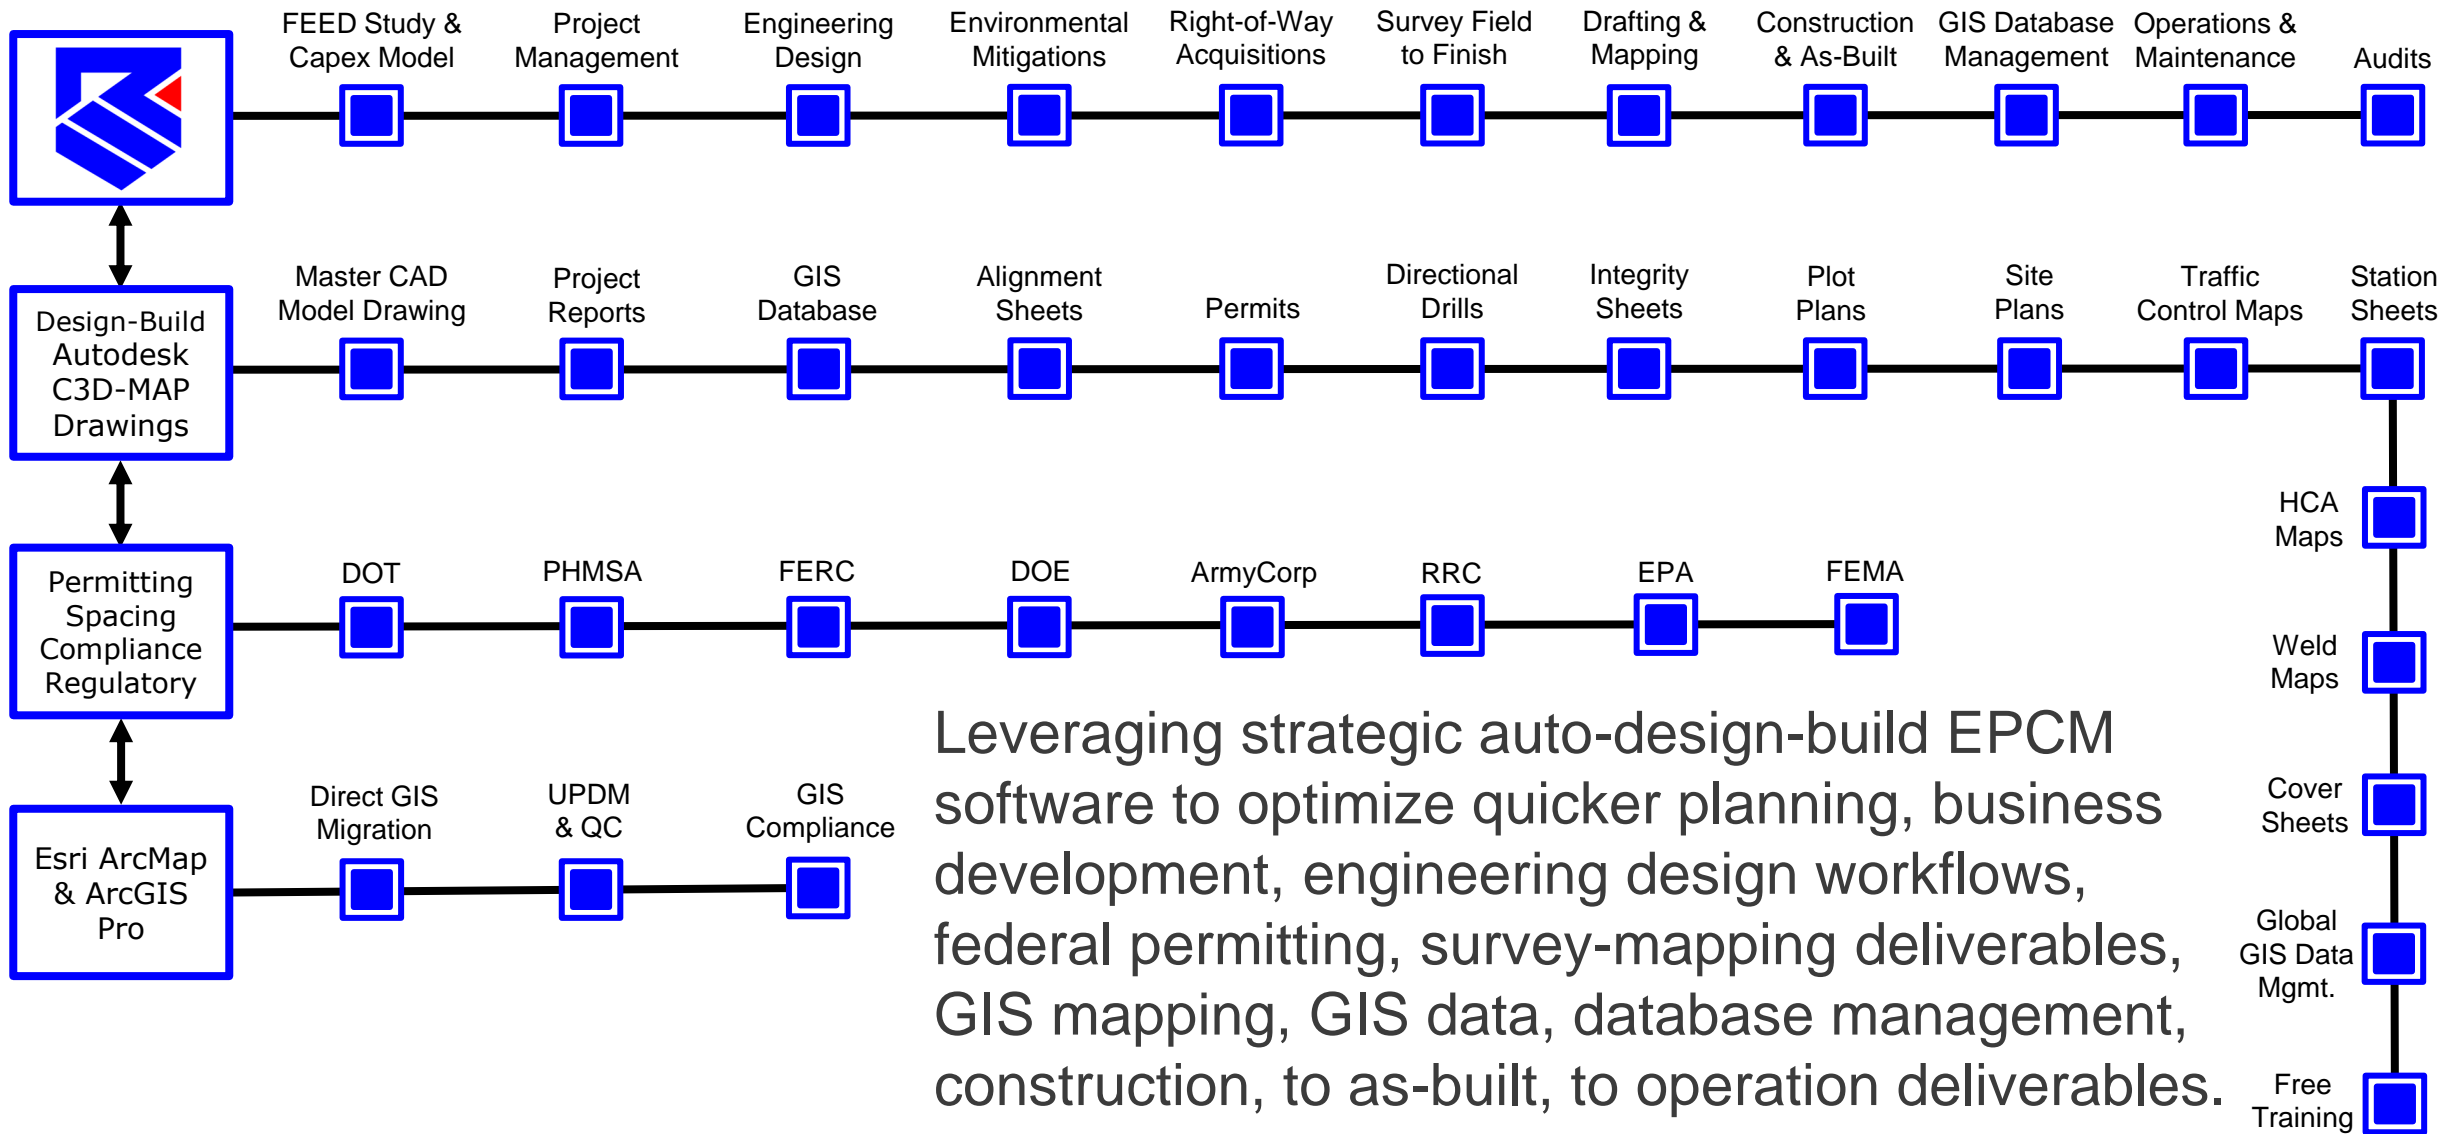 FEED Study &
Capex Model
Project
Management
Engineering
Design
Environmental
Mitigations
Right-of-Way
Acquisitions
Survey Field
to Finish
Drafting &
Mapping
Construction
& As-Built
GIS Database
Management
Operations &
Maintenance
Audits
Design-Build
Autodesk
C3D-MAP
Drawings
Master CAD
Model Drawing
Project
Reports
GIS
Database
Alignment
Sheets
Permits
Directional
Drills
Integrity
Sheets
Plot
Plans
Site
Plans
Traffic
Control Maps
Station
Sheets
HCA
Maps
Weld
Maps
Cover
Sheets
Global
GIS Data
Mgmt.
Free
Training
Permitting
Spacing
Compliance
Regulatory
DOT
PHMSA
FERC
DOE
ArmyCorp
RRC
EPA
FEMA
Esri ArcMap
& ArcGIS
Pro
Direct GIS
Migration
UPDM
& QC
GIS
Compliance
Leveraging strategic auto-design-build EPCM
software to optimize quicker planning, business
development, engineering design workflows,
federal permitting, survey-mapping deliverables,
GIS mapping, GIS data, database management,
construction, to as-built, to operation deliverables.